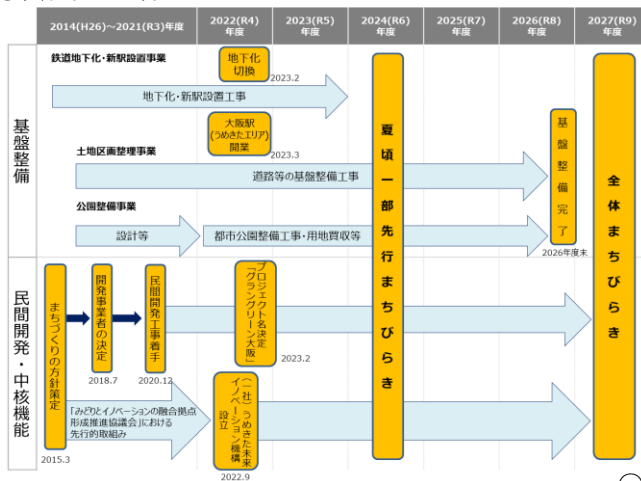 2014(H26)～2021(R3)年度
2022(R4)
年度
2023(R5)
年度
2024(R6)
年度
2025(R7)
年度
2026(R8)
年度
2027(R9)
年度
基盤整備
鉄道地下化・新駅設置事業
地下化
切換
2023.2
地下化・新駅設置工事
大阪駅
(うめきたエリア)
開業
2023.3
土地区画整理事業
道路等の基盤整備工事
公園整備事業
設計等
都市公園整備工事・用地買収等
基盤整備完了
2026年度末
夏頃一部先行まちびらき
全体まちびらき
民間開発・中核機能
まちづくりの方針策定
2015.3
開発事業者の決定
2018.7
民間開発工事着手
2020.12
プロジェクト名決定
「グラングリーン大阪」
2023.2
「みどりとイノベーションの融合拠点
形成推進協議会」における
先行的取組み
(一社)うめきた未来
イノベーション機構
設立
2022.9